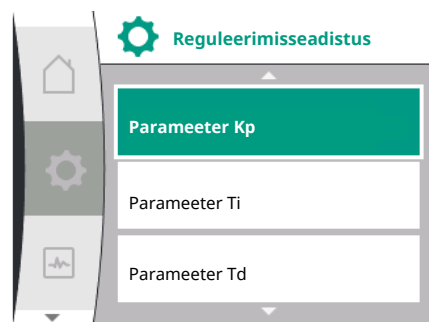 Reguleerimisseadistus
Parameeter Kp
Parameeter Ti
Parameeter Td